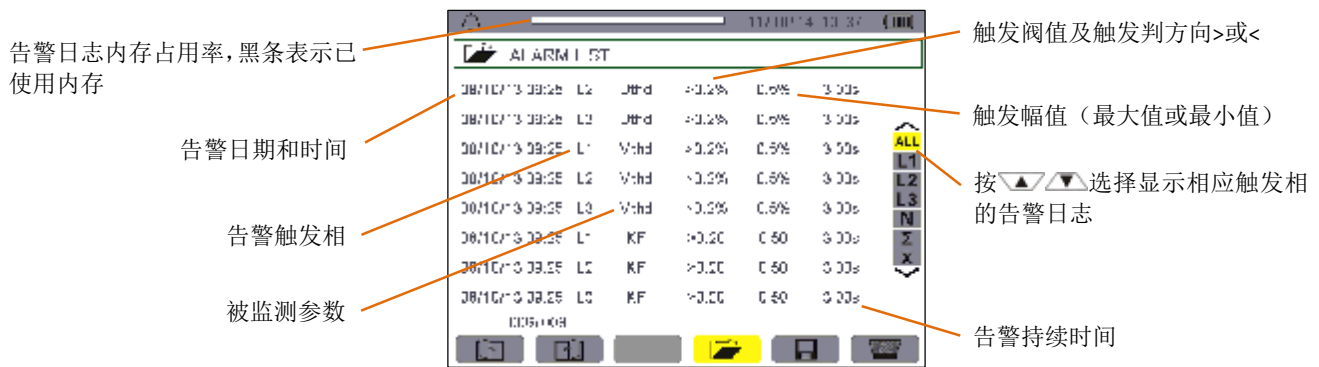 告警日志内存占用率，黑条表示已
使用内存
告警日期和时间
告警触发相
被监测参数
ALARM LIST
08/10/13 09:25 L2 Uthd >0.2% 0.5% 3.00s
08/10/13 09:25 L3 Uthd >0.2% 0.5% 3.00s
08/10/13 09:25 L1 Vthd >0.2% 0.5% 3.00s
08/10/13 09:25 L2 Vthd >0.2% 0.5% 3.00s
08/10/13 09:25 L3 Vthd >0.2% 0.5% 3.00s
08/10/13 09:25 L1 KF >0.20 0.50 3.00s
08/10/13 09:25 L2 KF >0.20 0.50 3.00s
08/10/13 09:25 L3 KF >0.20 0.50 3.00s
ALL
L1
L2
L3
N
Σ
X
触发阀值及触发判方向>或<
触发幅值（最大值或最小值）
按▲/▼选择显示相应触发相
的告警日志
告警持续时间